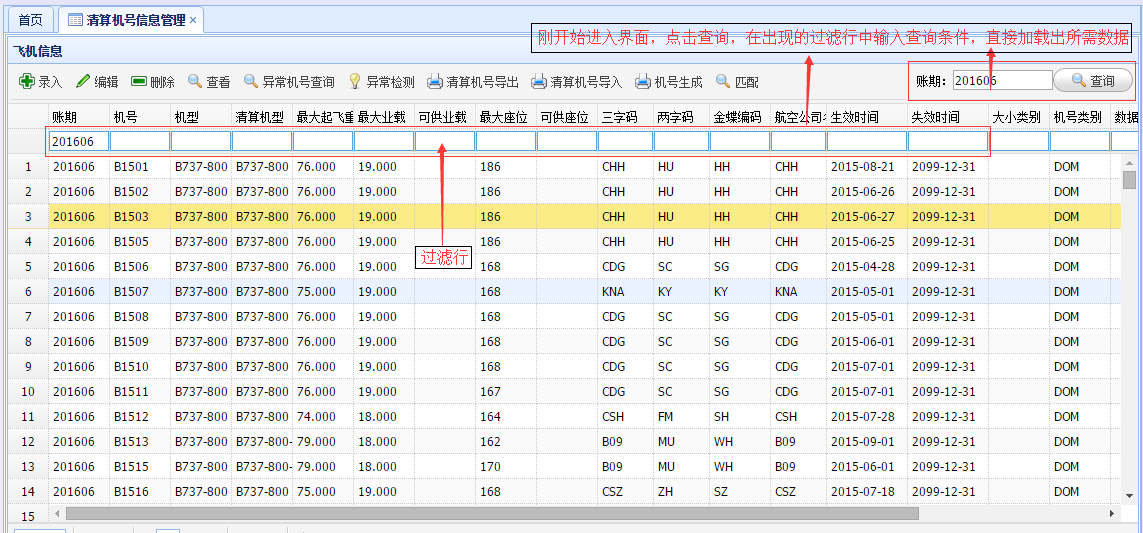 首页 清算机号信息管理 ×
刚开始进入界面，点击查询，在出现的过滤行中输入查询条件，直接加载出所需数据
飞机信息
录入 编辑 删除 查看 异常机号查询 异常检测 清算机号导出 清算机号导入 机号生成 匹配 账期: 201606 查询
账期 机号 机型 清算机型 最大起飞重 最大业载 可供业载 最大座位 可供座位 三字码 两字码 金蝶编码 航空公司 生效时间 失效时间 大小类别 机号类别 数据
201606
1 201606 B1501 B737-800 B737-800 76.000 19.000 186 CHH HU HH CHH 2015-08-21 2099-12-31 DOM
2 201606 B1502 B737-800 B737-800 76.000 19.000 186 CHH HU HH CHH 2015-06-26 2099-12-31 DOM
3 201606 B1503 B737-800 B737-800 76.000 19.000 186 CHH HU HH CHH 2015-06-27 2099-12-31 DOM
4 201606 B1505 B737-800 B737-800 76.000 19.000 186 CHH HU HH CHH 2015-06-25 2099-12-31 DOM
过滤行
5 201606 B1506 B737-800 B737-800 76.000 19.000 168 CDG SC SG CDG 2015-04-28 2099-12-31 DOM
6 201606 B1507 B737-800 B737-800 75.000 19.000 168 KNA KY KY KNA 2015-05-01 2099-12-31 DOM
7 201606 B1508 B737-800 B737-800 76.000 19.000 168 CDG SC SG CDG 2015-05-01 2099-12-31 DOM
8 201606 B1509 B737-800 B737-800 76.000 19.000 168 CDG SC SG CDG 2015-06-01 2099-12-31 DOM
9 201606 B1510 B737-800 B737-800 76.000 19.000 168 CDG SC SG CDG 2015-07-01 2099-12-31 DOM
10 201606 B1511 B737-800 B737-800 76.000 19.000 167 CDG SC SG CDG 2015-07-01 2099-12-31 DOM
11 201606 B1512 B737-800 B737-800 74.000 18.000 164 CSH FM SH CSH 2015-07-28 2099-12-31 DOM
12 201606 B1513 B737-800 B737-800- 79.000 18.000 162 B09 MU WH B09 2015-09-01 2099-12-31 DOM
13 201606 B1515 B737-800 B737-800- 79.000 18.000 170 B09 MU WH B09 2015-06-01 2099-12-31 DOM
14 201606 B1516 B737-800 B737-800 75.000 19.000 168 CSZ ZH SZ CSZ 2015-07-18 2099-12-31 DOM
15